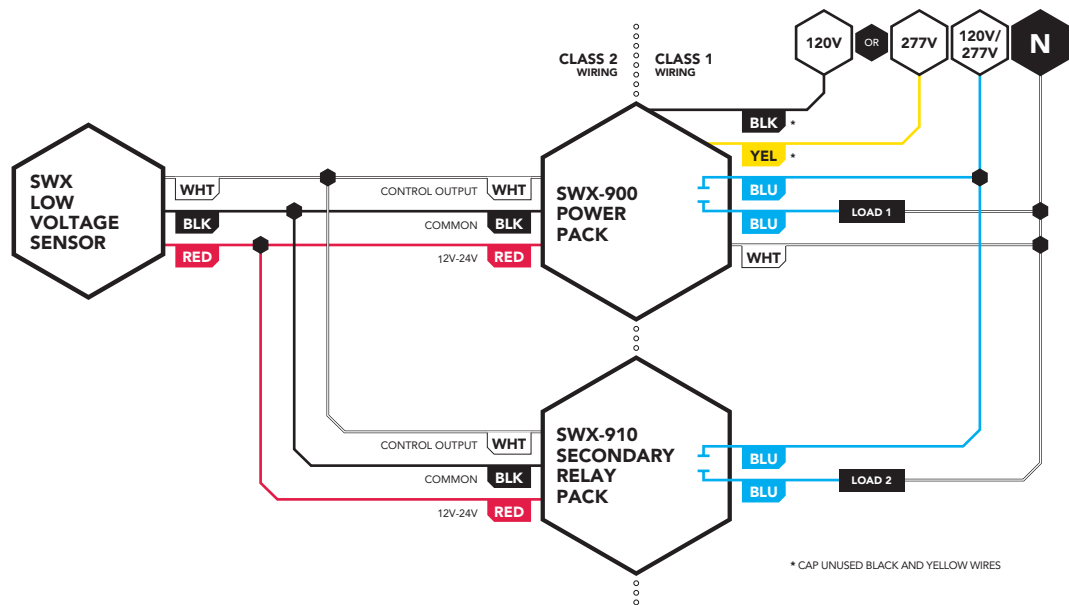 120V
OR
277V
120V/
277V
N
CLASS 2
WIRING
CLASS 1
WIRING
BLK *
YEL *
SWX
LOW
VOLTAGE
SENSOR
WHT
BLK
RED
CONTROL OUTPUT WHT
COMMON BLK
12V-24V RED
SWX-900
POWER
PACK
BLU
BLU
LOAD 1
WHT
CONTROL OUTPUT WHT
COMMON BLK
12V-24V RED
SWX-910
SECONDARY
RELAY
PACK
BLU
BLU
LOAD 2
* CAP UNUSED BLACK AND YELLOW WIRES